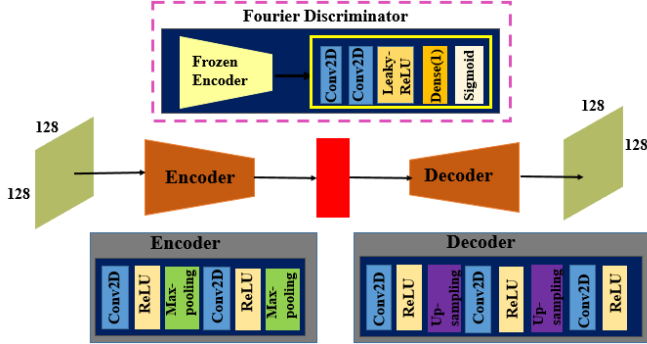 Fourier Discriminator
Frozen
Encoder
Conv2D
Conv2D
Leaky-
ReLU
Dense(1)
Sigmoid
128
128
Encoder
Decoder
128
128
Encoder
Conv2D
ReLU
Max-
pooling
Conv2D
ReLU
Max-
pooling
Decoder
Conv2D
ReLU
Up-
sampling
Conv2D
ReLU
Up-
sampling
Conv2D
ReLU